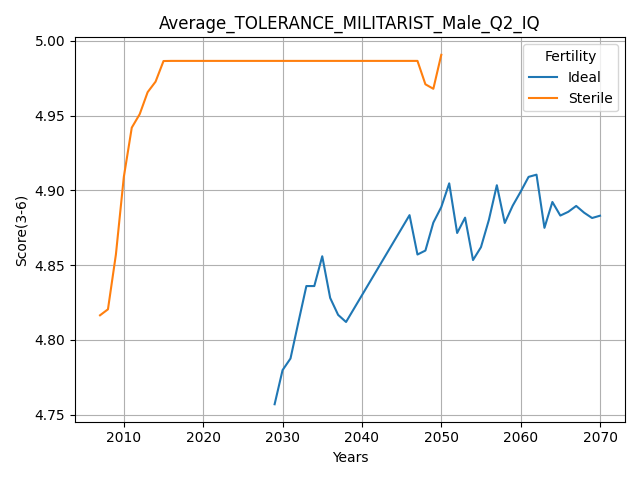 Average_TOLERANCE_MILITARIST_Male_Q2_IQ
Score(3-6)
5.00
4.95
4.90
4.85
4.80
4.75
Fertility
Ideal
Sterile
2010 2020 2030 2040 2050 2060 2070
Years